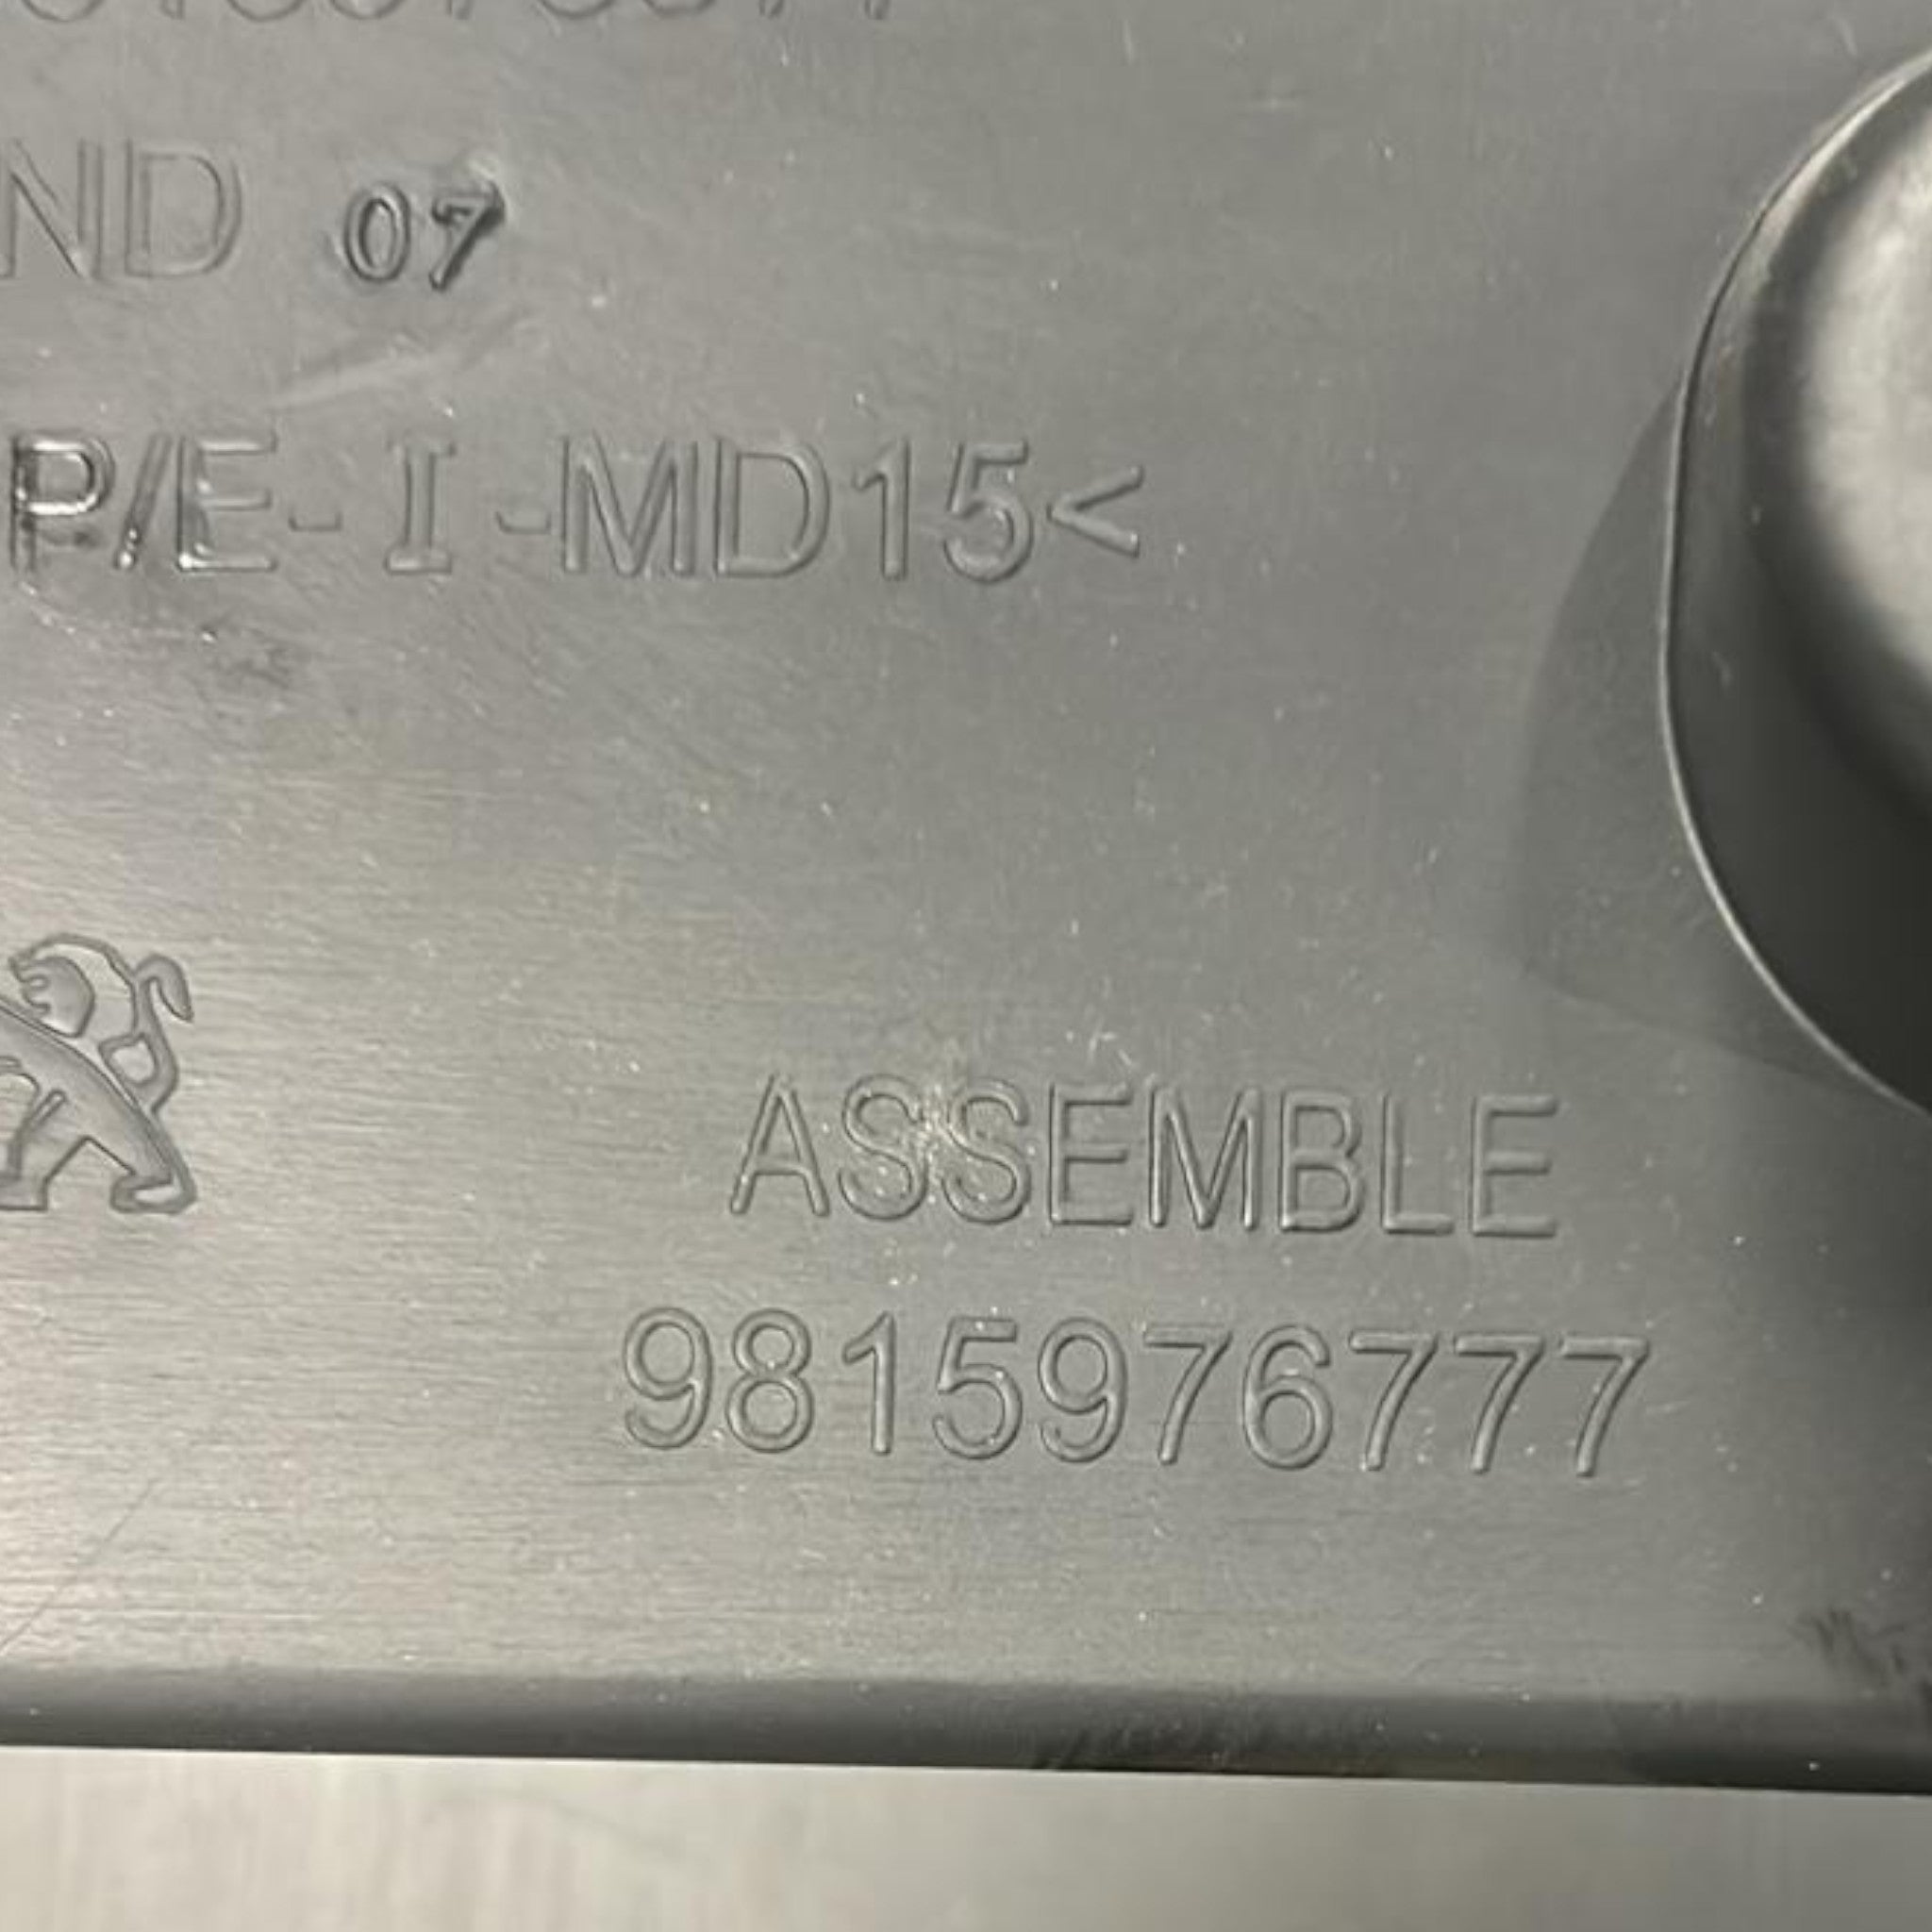 ND 07
P/E-I-MD15<
ASSEMBLE
9815976777